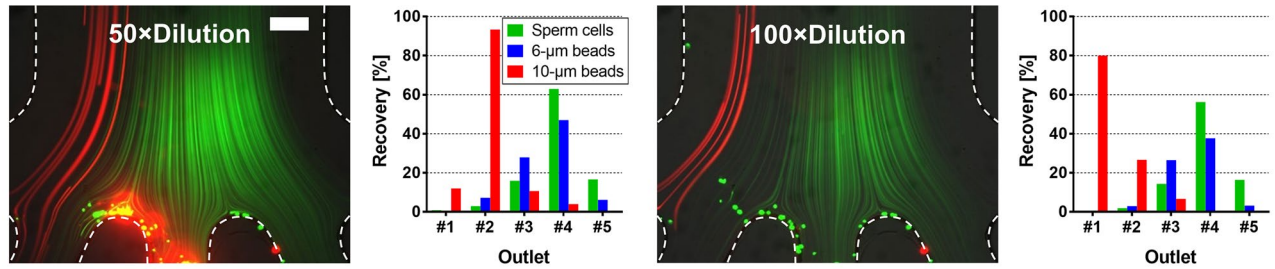 50×Dilution
Recovery [%]
100
80
60
40
20
0
Sperm cells
6-μm beads
10-μm beads
#1 #2 #3 #4 #5
Outlet
100×Dilution
Recovery [%]
100
80
60
40
20
0
#1 #2 #3 #4 #5
Outlet